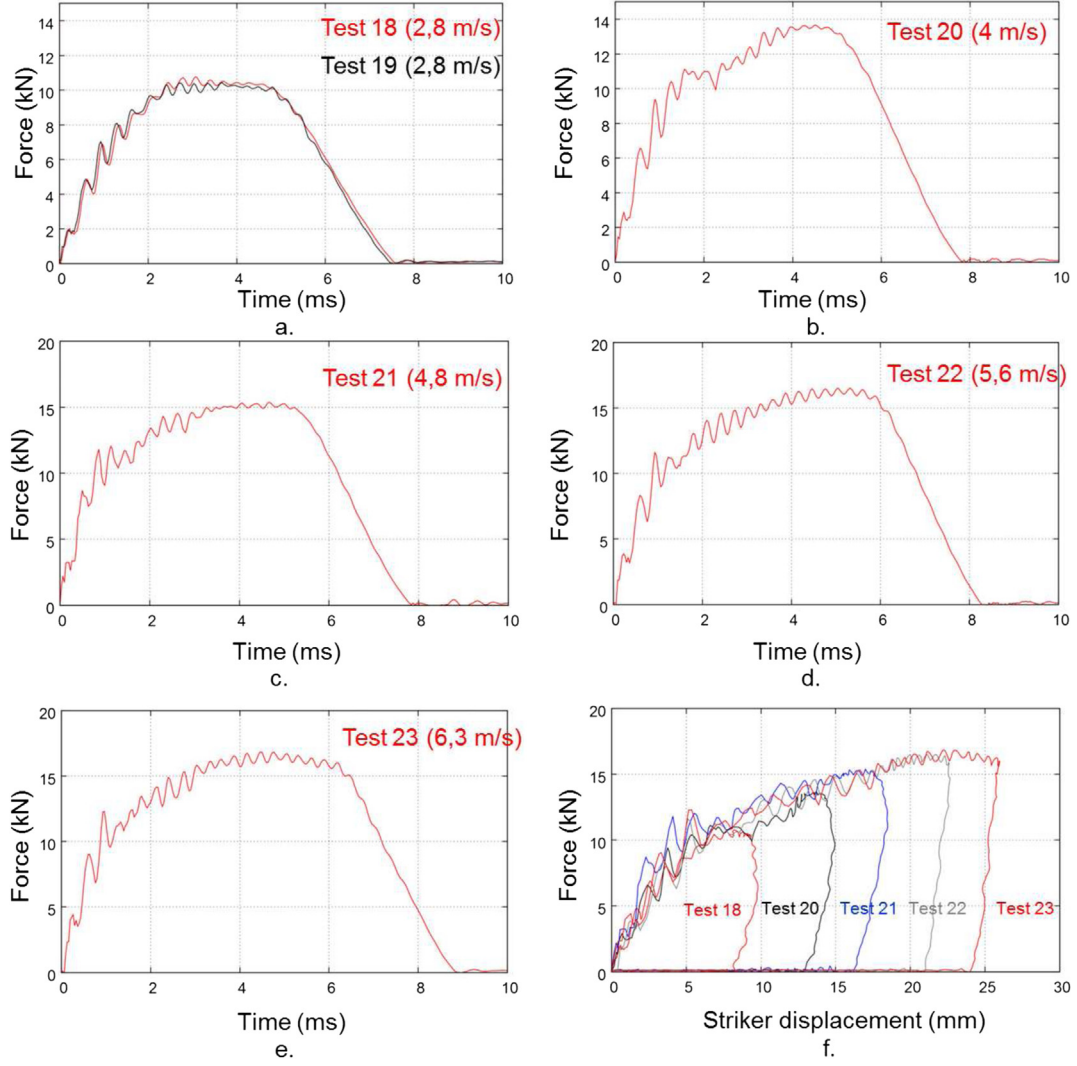 14
12
10
8
6
4
2
0
Force (kN)
Test 18 (2,8 m/s)
Test 19 (2,8 m/s)
0 2 4 6 8 10
Time (ms)
a.
14
12
10
8
6
4
2
0
Force (kN)
Test 20 (4 m/s)
0 2 4 6 8 10
Time (ms)
b.
20
15
10
5
0
Force (kN)
Test 21 (4,8 m/s)
0 2 4 6 8 10
Time (ms)
c.
20
15
10
5
0
Force (kN)
Test 22 (5,6 m/s)
0 2 4 6 8 10
Time (ms)
d.
20
15
10
5
0
Force (kN)
Test 23 (6,3 m/s)
0 2 4 6 8 10
Time (ms)
e.
20
15
10
5
0
Force (kN)
Test 18 Test 20 Test 21 Test 22 Test 23
0 5 10 15 20 25 30
Striker displacement (mm)
f.